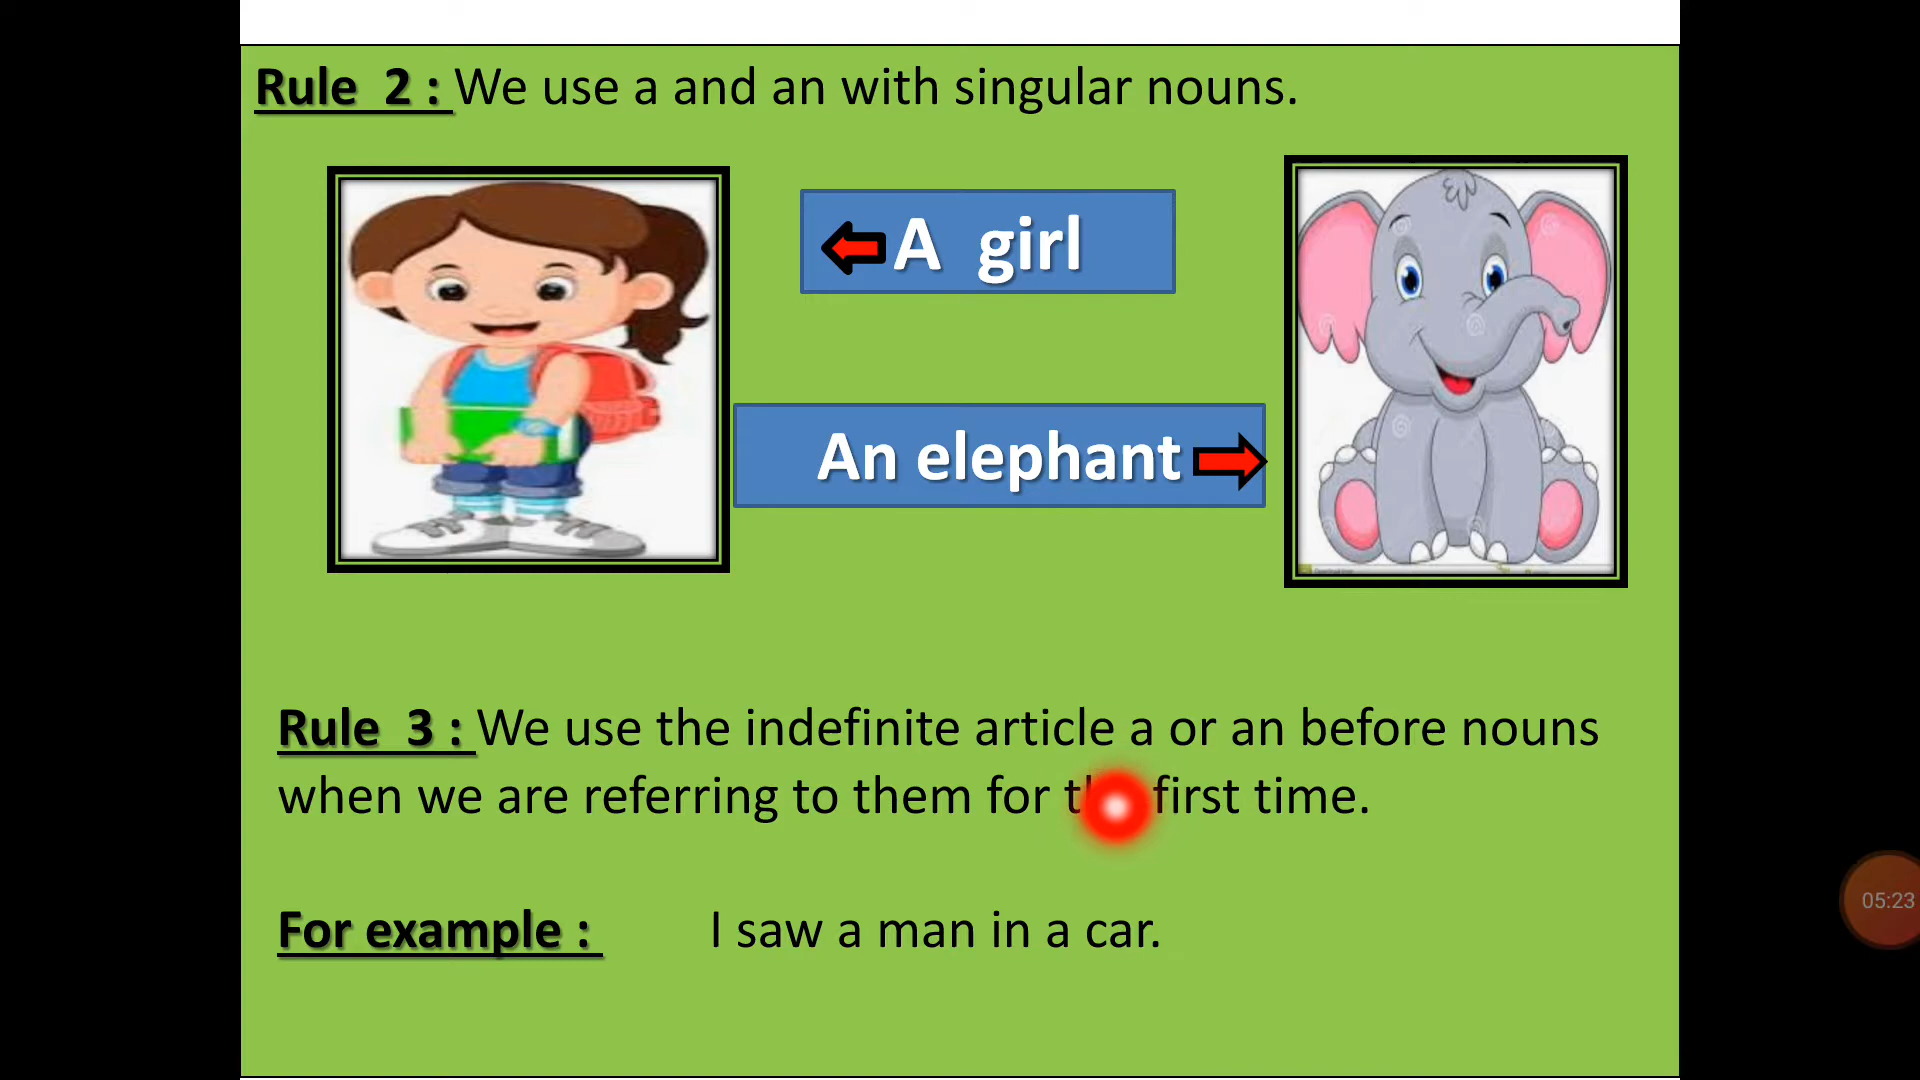 Rule 2 : We use a and an with singular nouns.
A girl
An elephant
Rule 3 : We use the indefinite article a or an before nouns
when we are referring to them for first time.
For example : I saw a man in a car.
05:23